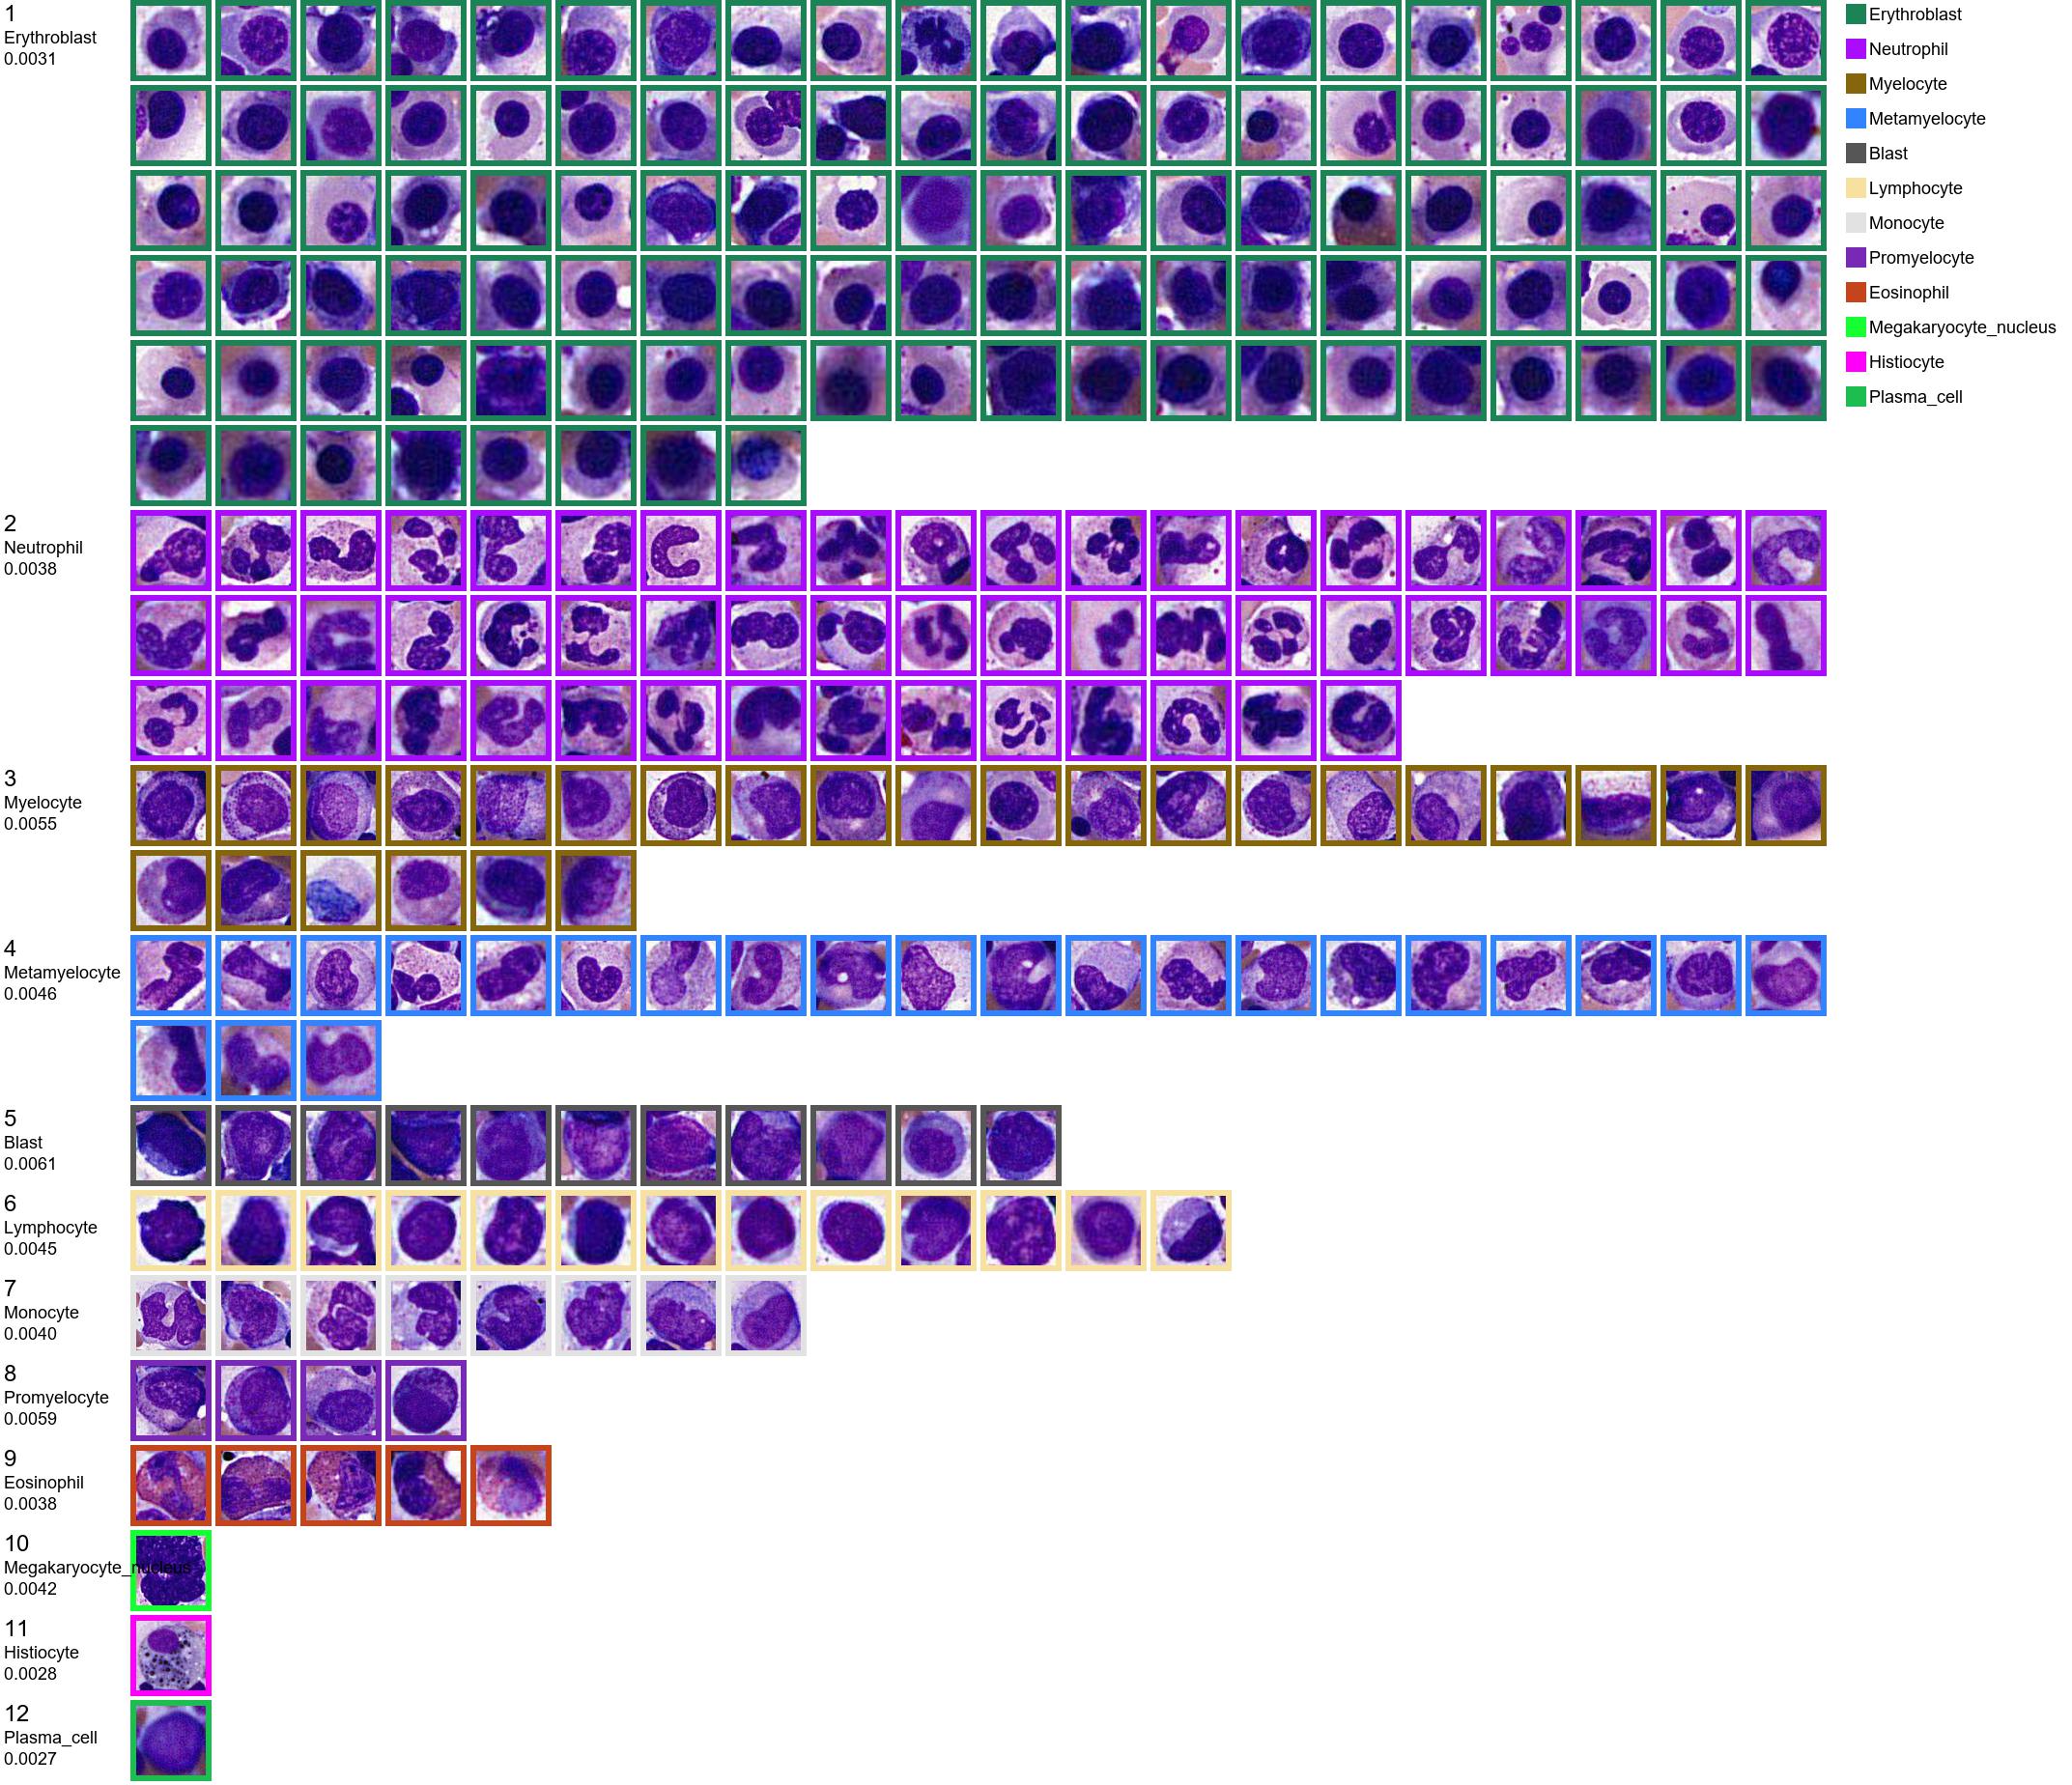 1
Erythroblast
0.0031
2
Neutrophil
0.0038
3
Myelocyte
0.0055
4
Metamyelocyte
0.0046
5
Blast
0.0061
6
Lymphocyte
0.0045
7
Monocyte
0.0040
8
Promyelocyte
0.0059
9
Eosinophil
0.0038
10
Megakaryocyte_nucleus
0.0042
11
Histiocyte
0.0028
12
Plasma_cell
0.0027
Erythroblast
Neutrophil
Myelocyte
Metamyelocyte
Blast
Lymphocyte
Monocyte
Promyelocyte
Eosinophil
Megakaryocyte_nucleus
Histiocyte
Plasma_cell